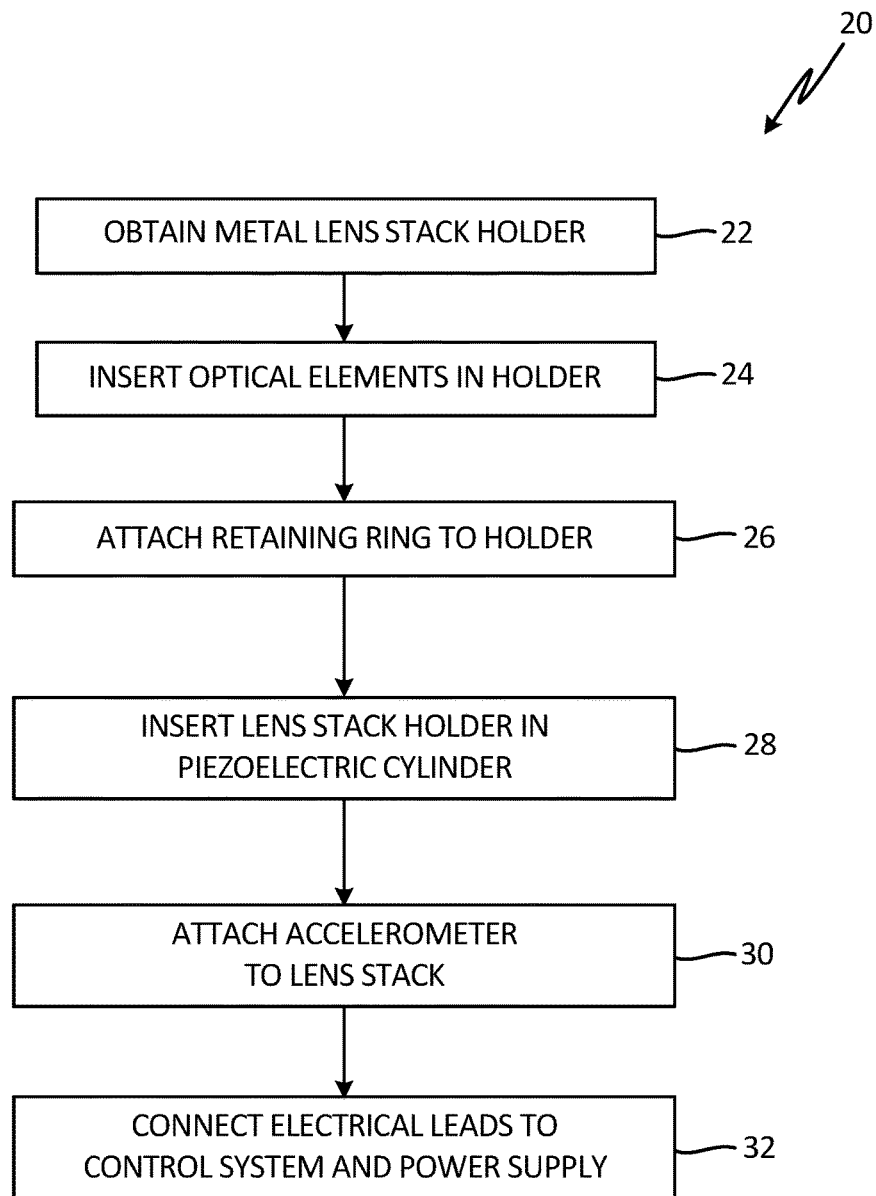 20
OBTAIN METAL LENS STACK HOLDER
22
INSERT OPTICAL ELEMENTS IN HOLDER
24
ATTACH RETAINING RING TO HOLDER
26
INSERT LENS STACK HOLDER IN
PIEZOELECTRIC CYLINDER
28
ATTACH ACCELEROMETER
TO LENS STACK
30
CONNECT ELECTRICAL LEADS TO
CONTROL SYSTEM AND POWER SUPPLY
32